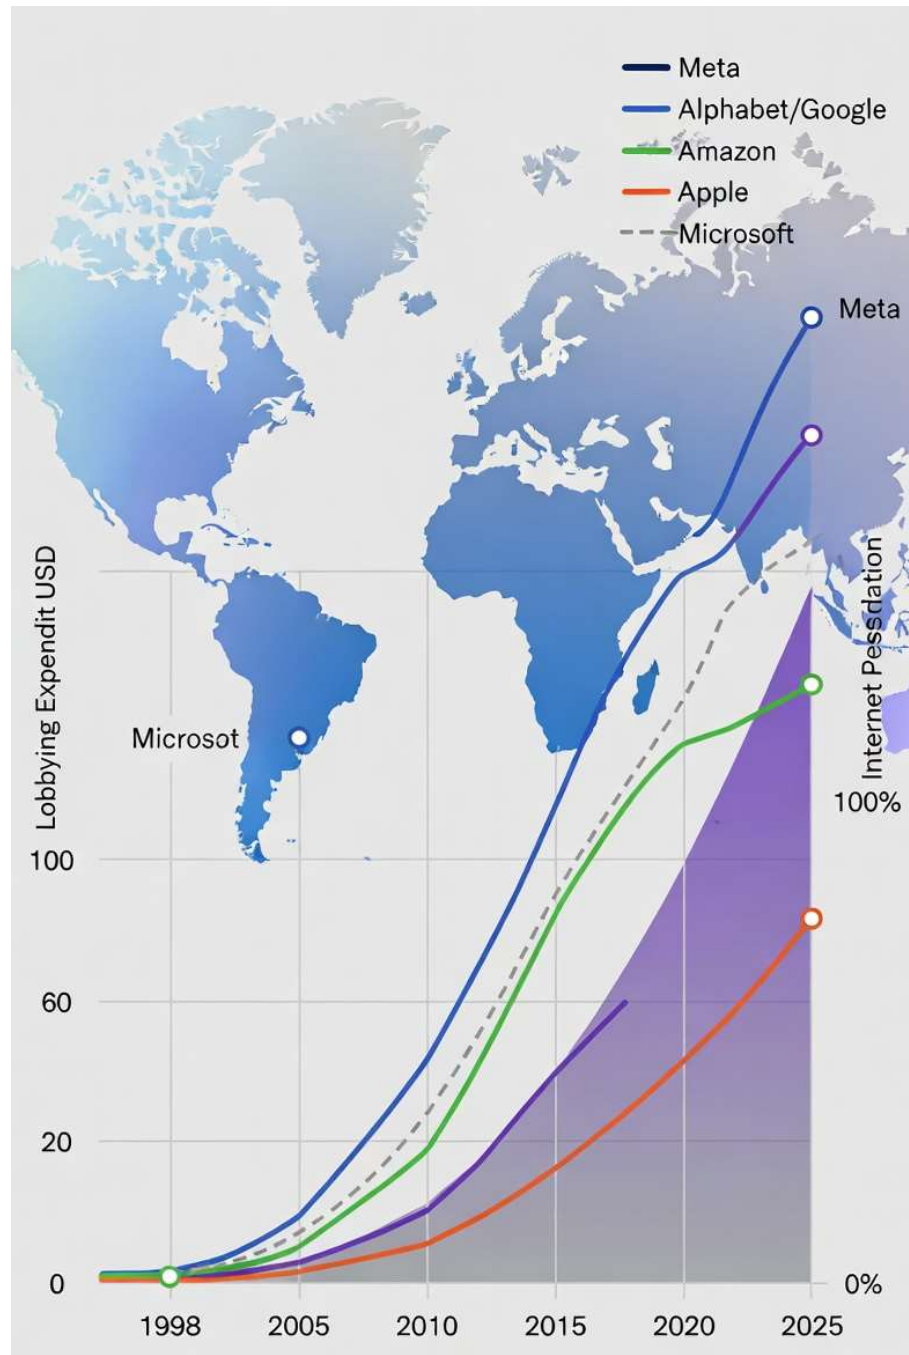 Meta
Alphabet/Google
Amazon
Apple
Microsoft
Meta
Lobbying Expendit USD
Internet Pessdation
Microsot
100%
100
60
20
0
0%
1998
2005
2010
2015
2020
2025